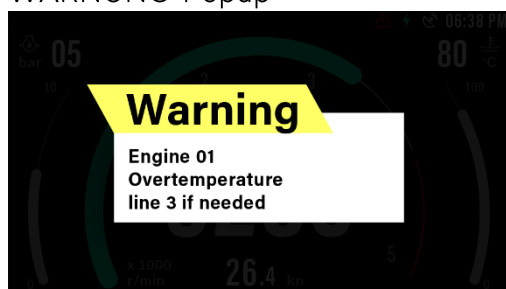 WARNUNG Popup
06:38 PM
bar 05
80 °C
10
2
3
100
Warning
Engine 01
Overtemperature
line 3 if needed
5
x 1000
r/min
26.4 kn
0
0